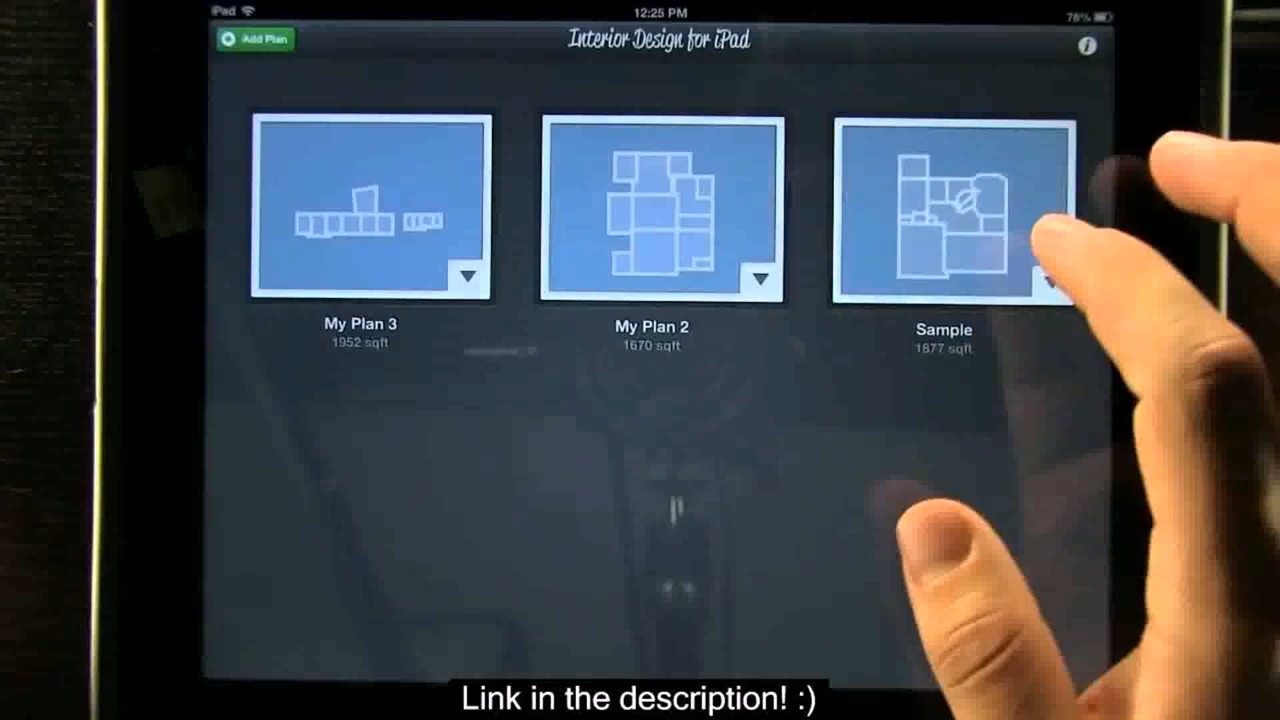 iPad 12:25 PM 78%
Add Plan Interior Design for iPad i
My Plan 3 My Plan 2 Sample
1952 sqft 1670 sqft 1877 sqft
Link in the description! :)